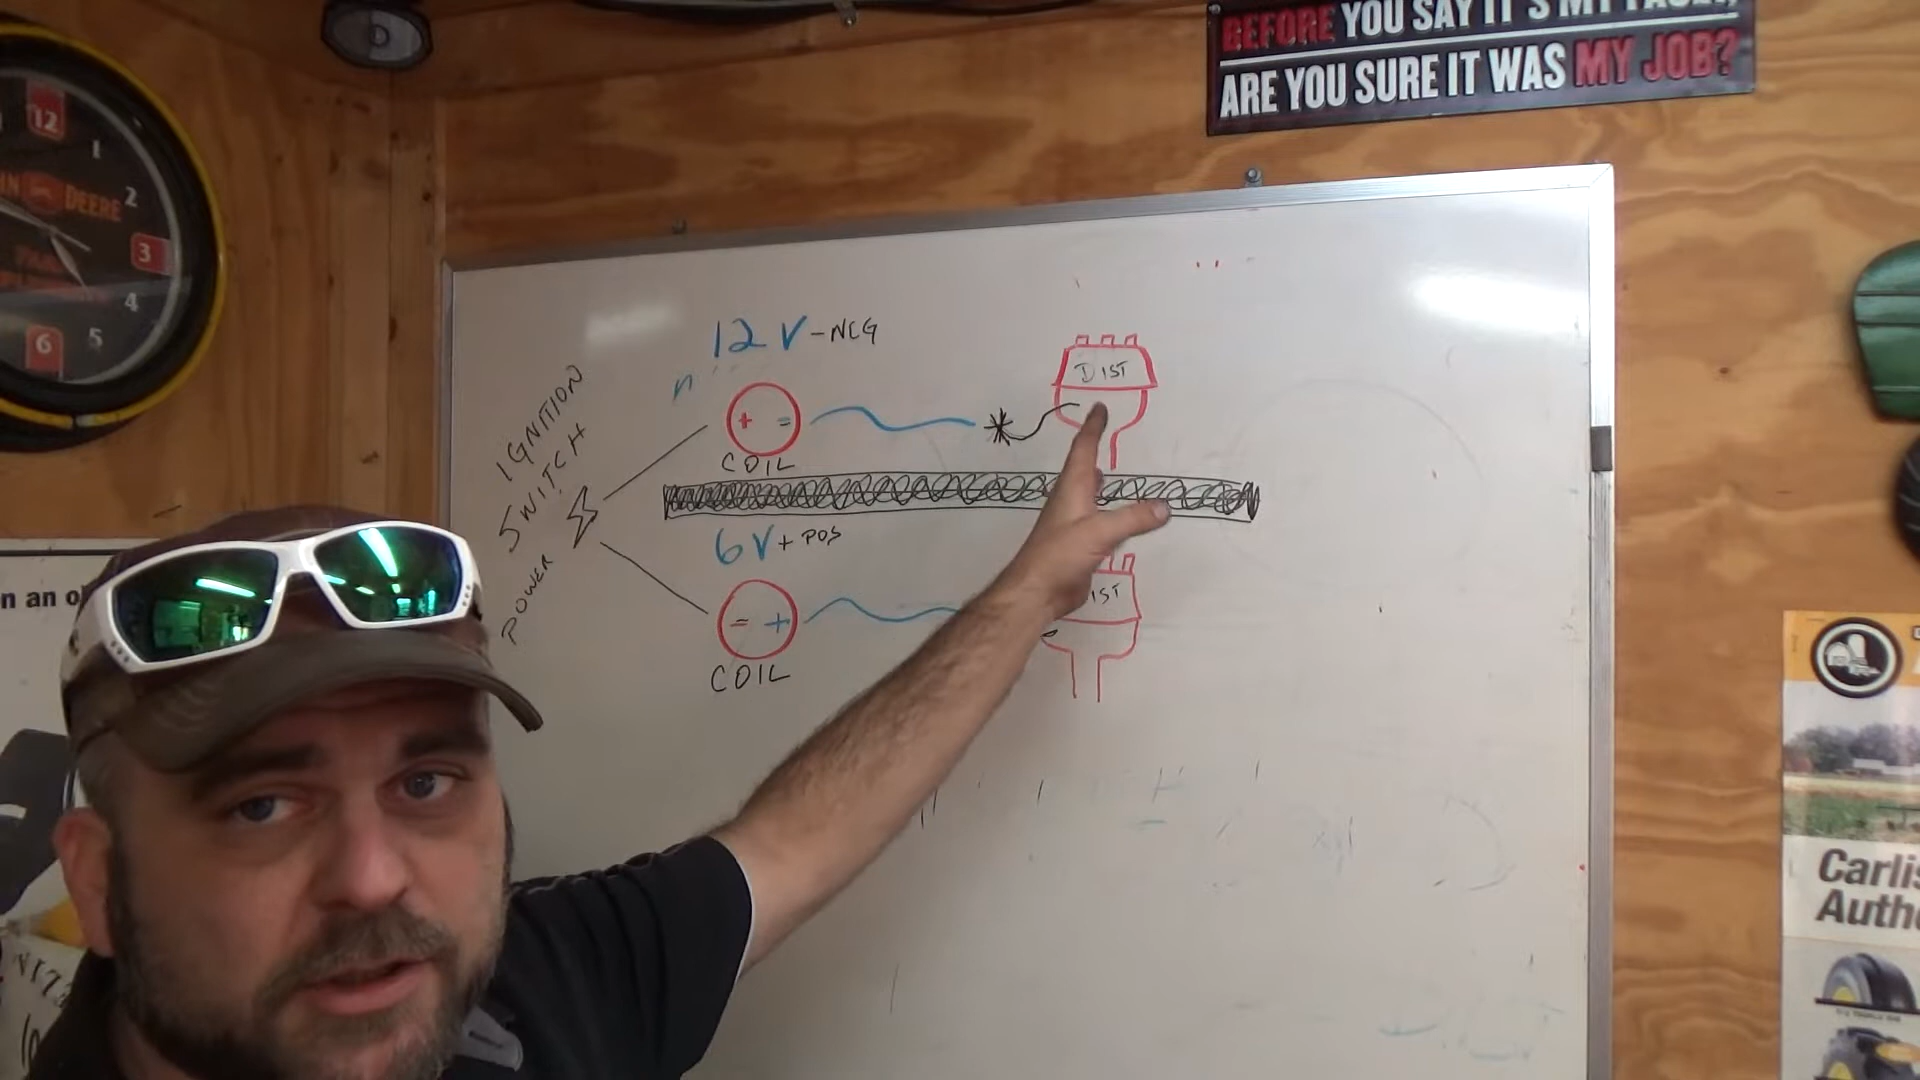 BEFORE YOU SAY IT'S MY
ARE YOU SURE IT WAS MY JOB?
12
1
2
3
4
5
6
DEERE
12V - NEG
IGNITION
SWITCH
POWER
+ -
COIL
DIST
6V + POS
- +
COIL
IST
n an o
Carlis
Auth